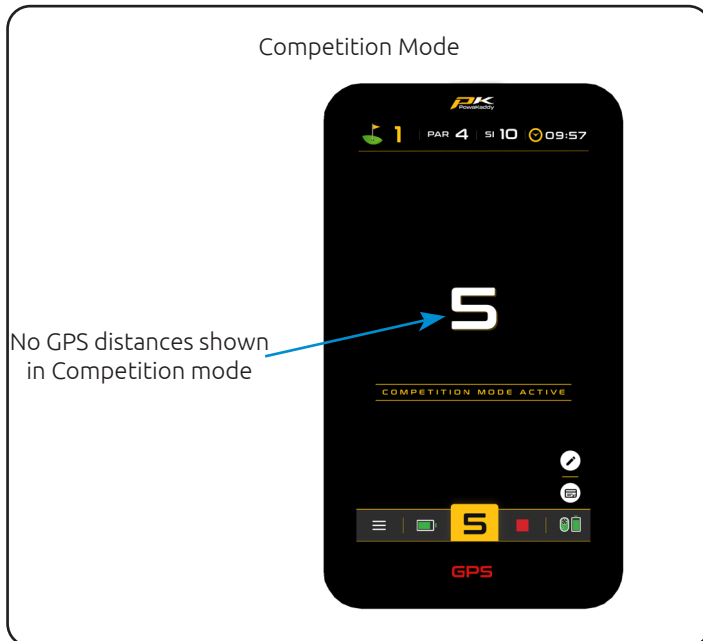 Competition Mode
PK
PowaKaddy
1 PAR 4 SI 10 09:57
5
No GPS distances shown
in Competition mode
COMPETITION MODE ACTIVE
5
GPS